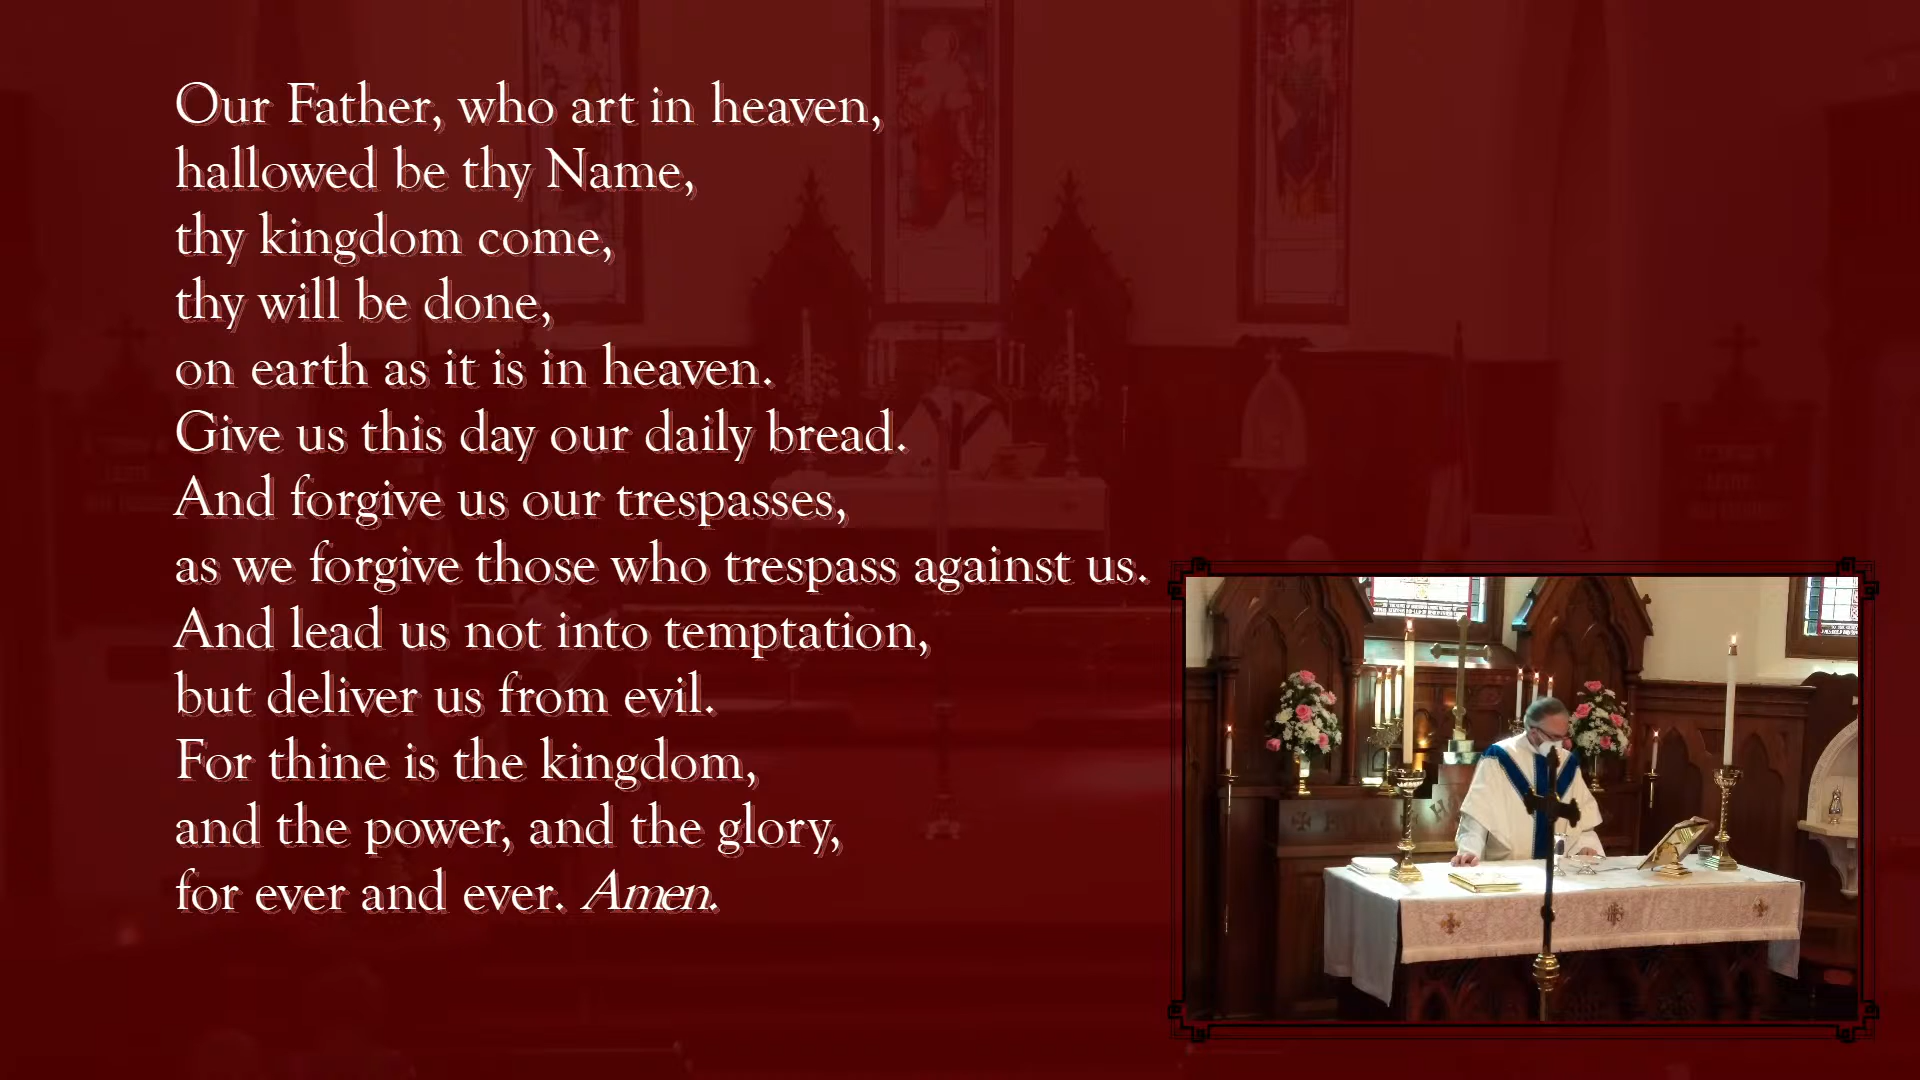 Our Father, who art in heaven,
hallowed be thy Name,
thy kingdom come,
thy will be done,
on earth as it is in heaven.
Give us this day our daily bread.
And forgive us our trespasses,
as we forgive those who trespass against us.
And lead us not into temptation,
but deliver us from evil.
For thine is the kingdom,
and the power, and the glory,
for ever and ever. Amen.